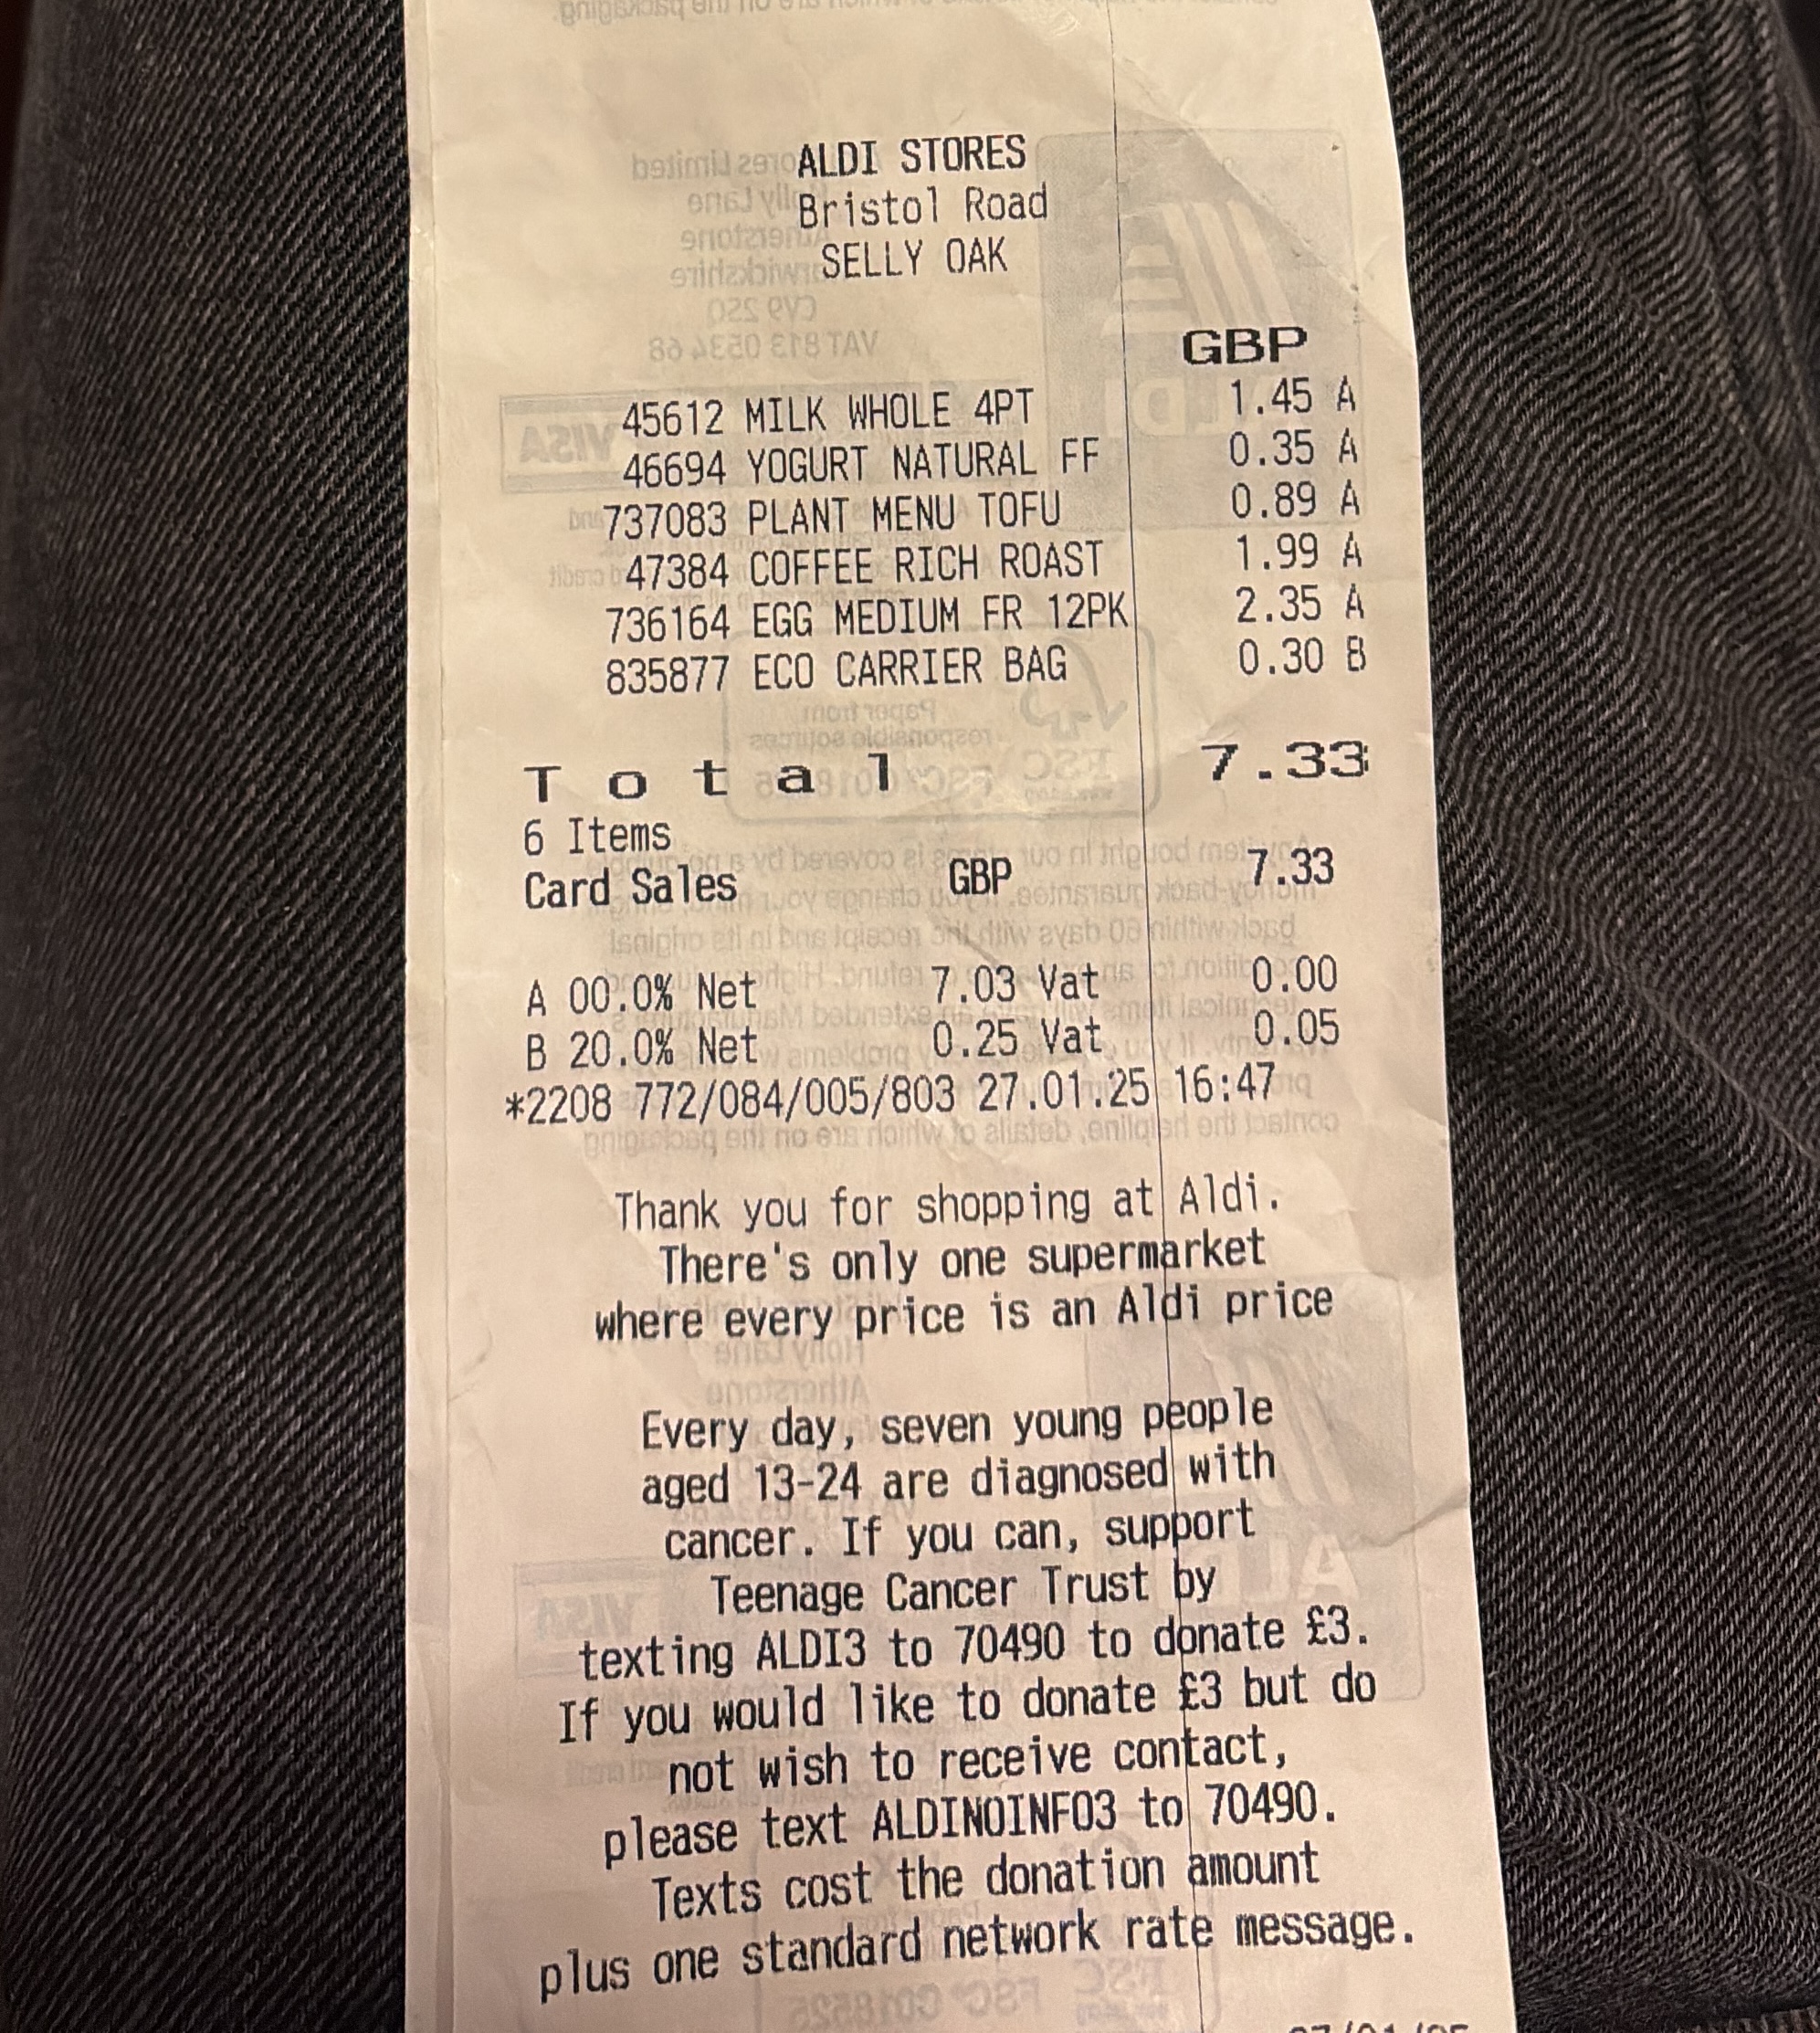 ALDI STORES
Bristol Road
SELLY OAK
GBP
45612 MILK WHOLE 4PT 1.45 A
46694 YOGURT NATURAL FF 0.35 A
737083 PLANT MENU TOFU 0.89 A
47384 COFFEE RICH ROAST 1.99 A
736164 EGG MEDIUM FR 12PK 2.35 A
835877 ECO CARRIER BAG 0.30 B
Total 7.33
6 Items
Card Sales GBP 7.33
A 00.0% Net 7.03 Vat 0.00
B 20.0% Net 0.25 Vat 0.05
*2208 772/084/005/803 27.01.25 16:47
Thank you for shopping at Aldi.
There's only one supermarket
where every price is an Aldi price
Every day, seven young people
aged 13-24 are diagnosed with
cancer. If you can, support
Teenage Cancer Trust by
texting ALDI3 to 70490 to donate £3.
If you would like to donate £3 but do
not wish to receive contact,
please text ALDINOINFO3 to 70490.
Texts cost the donation amount
plus one standard network rate message.